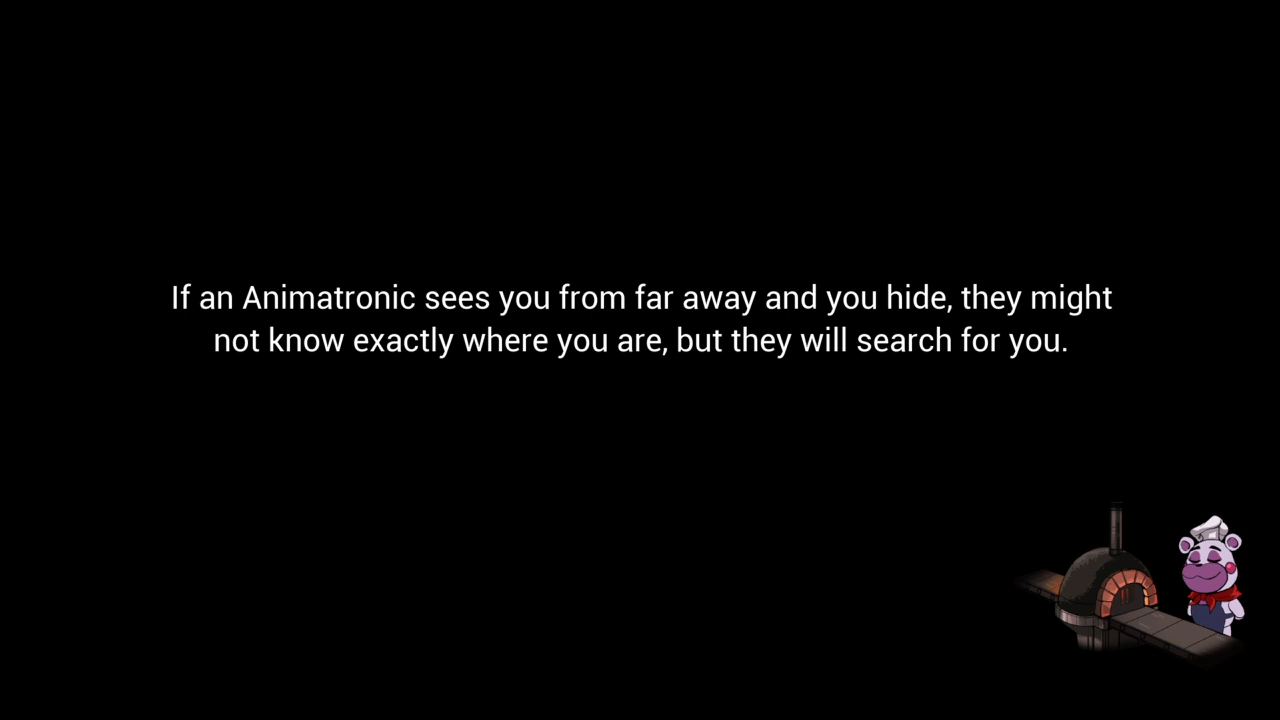 If an Animatronic sees you from far away and you hide, they might
not know exactly where you are, but they will search for you.